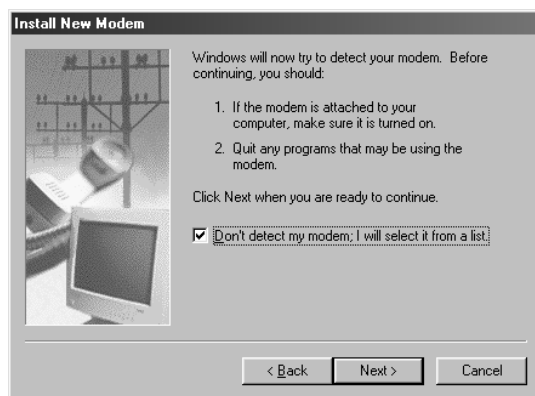 Install New Modem
Windows will now try to detect your modem. Before
continuing, you should:
1. If the modem is attached to your
computer, make sure it is turned on.
2. Quit any programs that may be using the
modem.
Click Next when you are ready to continue.
Don't detect my modem; I will select it from a list.
< Back
Next >
Cancel